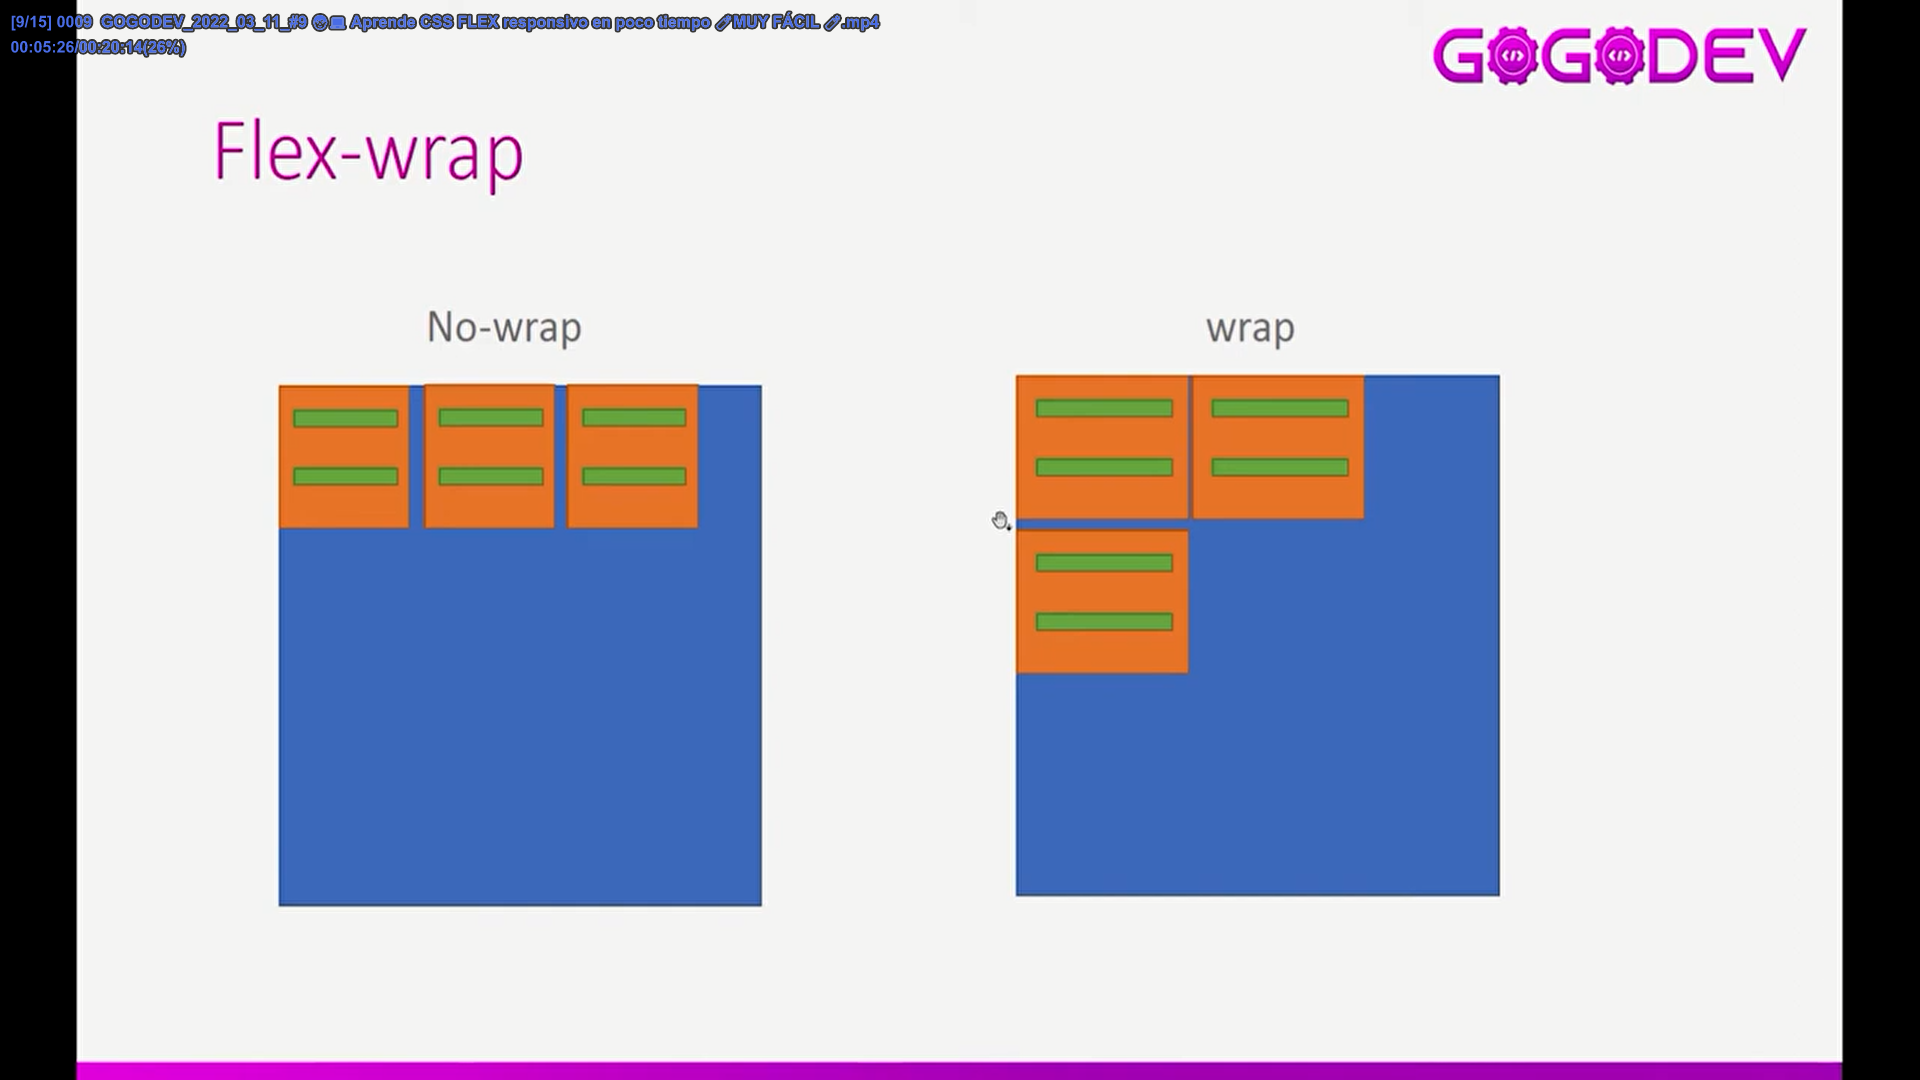 [9/15] 0009 GOGODEV_2022_03_11_#9 Aprende CSS FLEX responsivo en poco tiempo MUY FÁCIL .mp4
00:05:26/00:20:14(26%)
GOGODEV
Flex-wrap
No-wrap
wrap